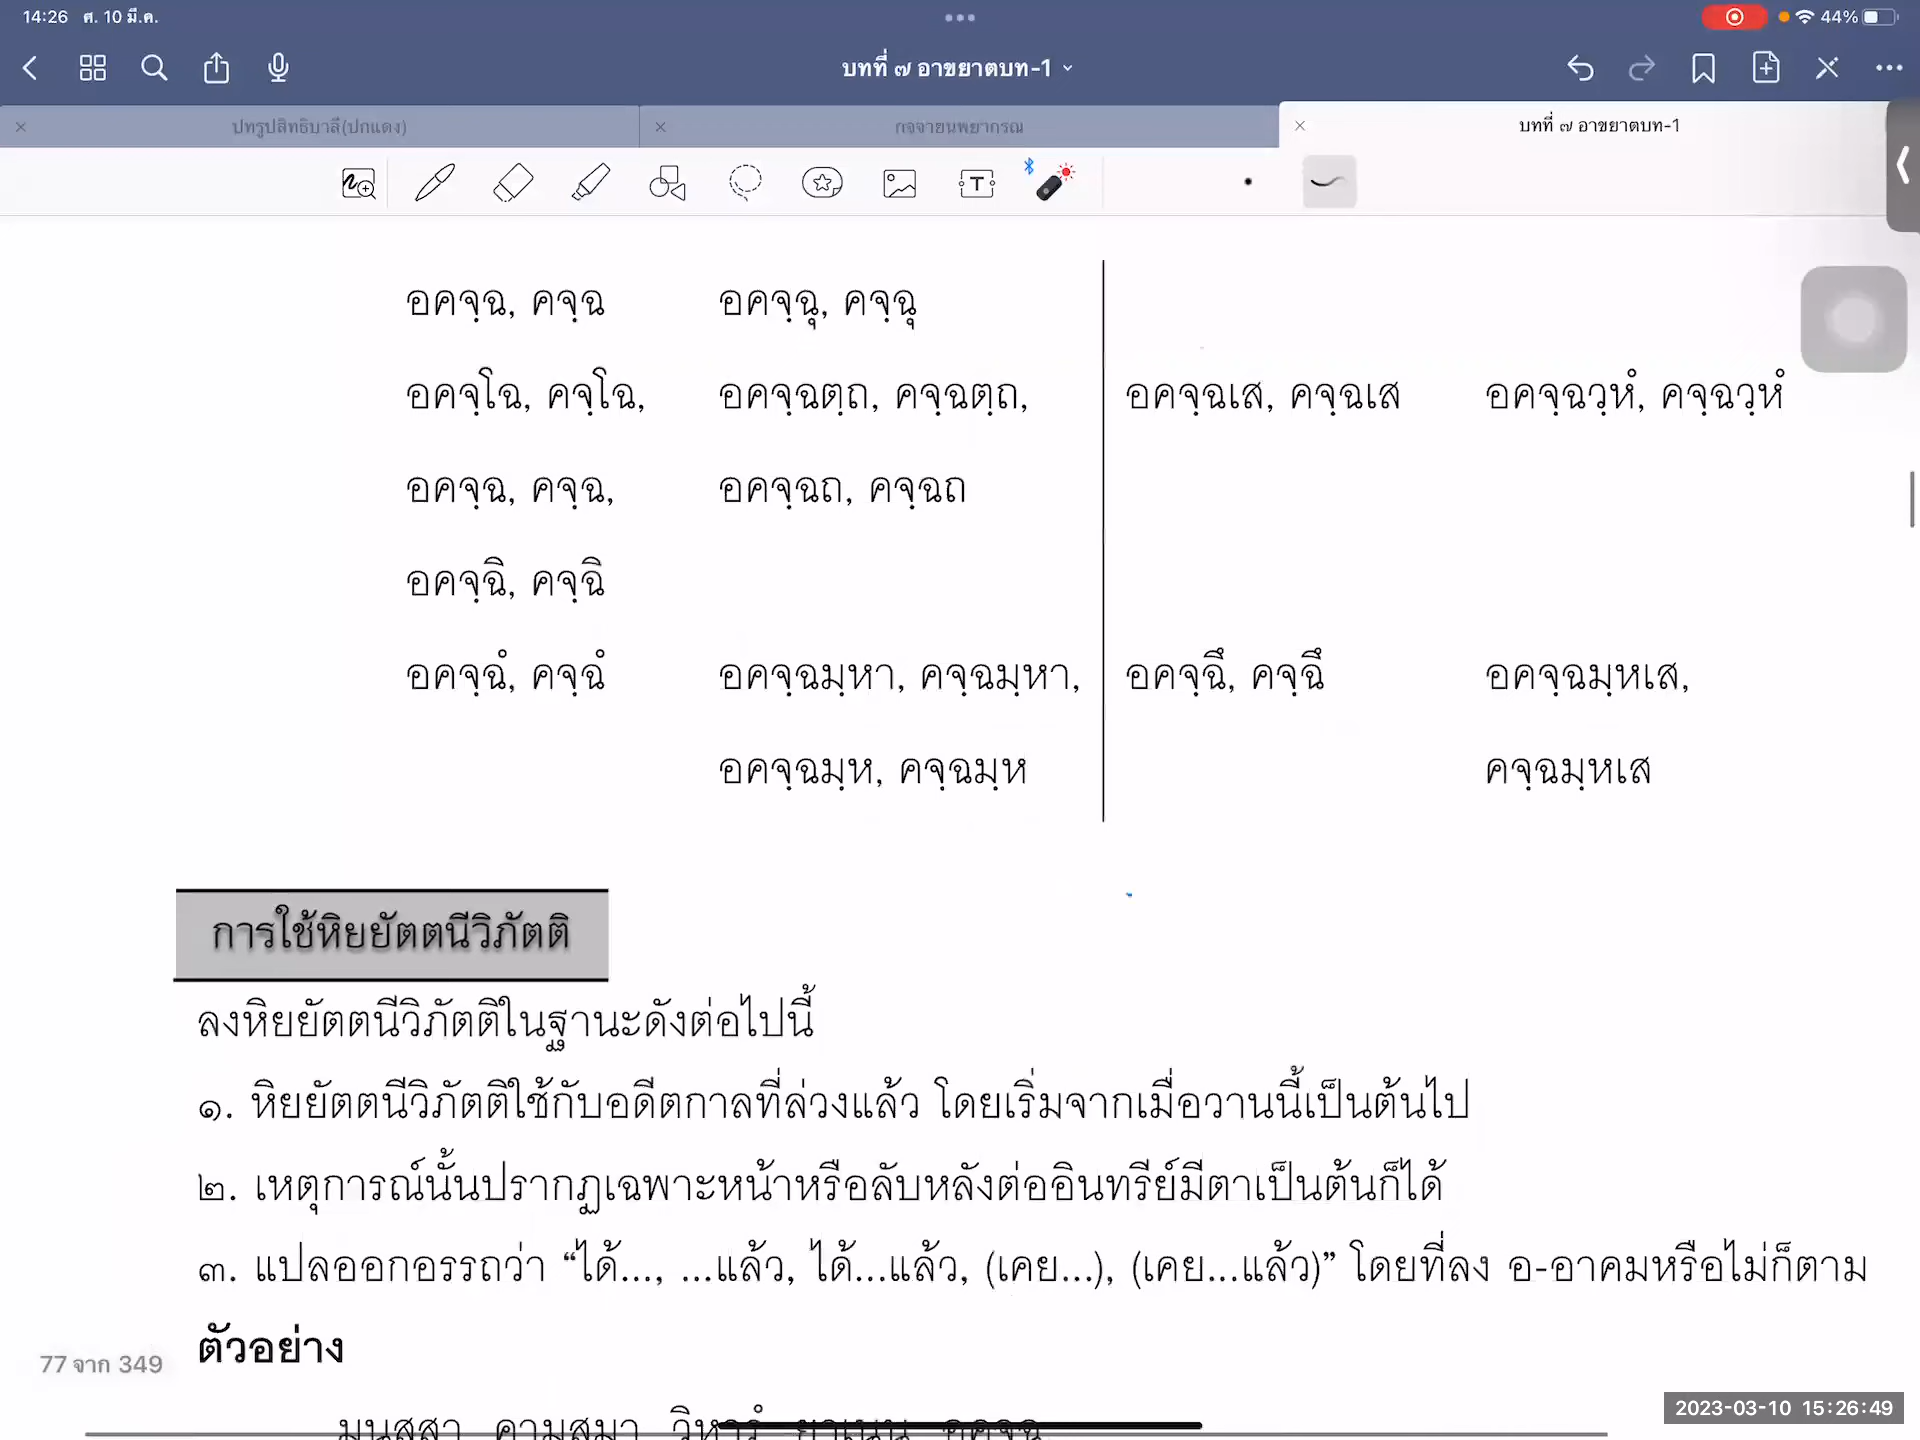 14:26 ศ. 10 มี.ค.
44%
บทที่ ๗ อาขยาตบท-1
ปทรูปสิทธิบาลี(ปกแดง)
กจจายนพยากรณ
บทที่ ๗ อาขยาตบท-1
อคจฺฉ, คจฺฉ อคจฺฉุ, คจฺฉุ
อคจฺโฉ, คจฺโฉ, อคจฺฉตฺถ, คจฺฉตฺถ, อคจฺฉเส, คจฺฉเส อคจฺฉวฺหํ, คจฺฉวฺหํ
อคจฺฉ, คจฺฉ, อคจฺฉถ, คจฺฉถ
อคจฺฉิ, คจฺฉิ
อคจฺฉํ, คจฺฉํ อคจฺฉมฺหา, คจฺฉมฺหา, อคจฺฉึ, คจฺฉึ อคจฺฉมฺหเส,
อคจฺฉมฺห, คจฺฉมฺห คจฺฉมฺหเส
การใช้หิยยัตตนีวิภัตติ
ลงหิยยัตตนีวิภัตติในฐานะดังต่อไปนี้
๑. หิยยัตตนีวิภัตติใช้กับอดีตกาลที่ล่วงแล้ว โดยเริ่มจากเมื่อวานนี้เป็นต้นไป
๒. เหตุการณ์นั้นปรากฏเฉพาะหน้าหรือลับหลังต่ออินทรีย์มีตาเป็นต้นก็ได้
๓. แปลออกอรรถว่า “ได้..., ...แล้ว, ได้...แล้ว, (เคย...), (เคย...แล้ว)” โดยที่ลง อ-อาคมหรือไม่ก็ตาม
ตัวอย่าง
77 จาก 349
2023-03-10 15:26:49